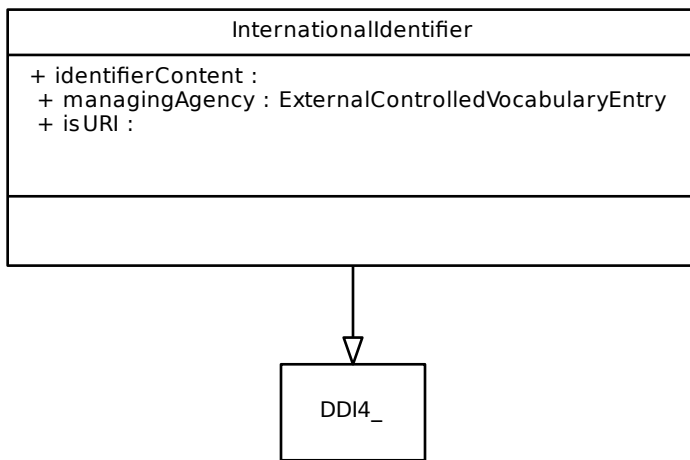 InternationalIdentifier
+ identifierContent :
+ managingAgency : ExternalControlledVocabularyEntry
+ isURI :
DDI4_